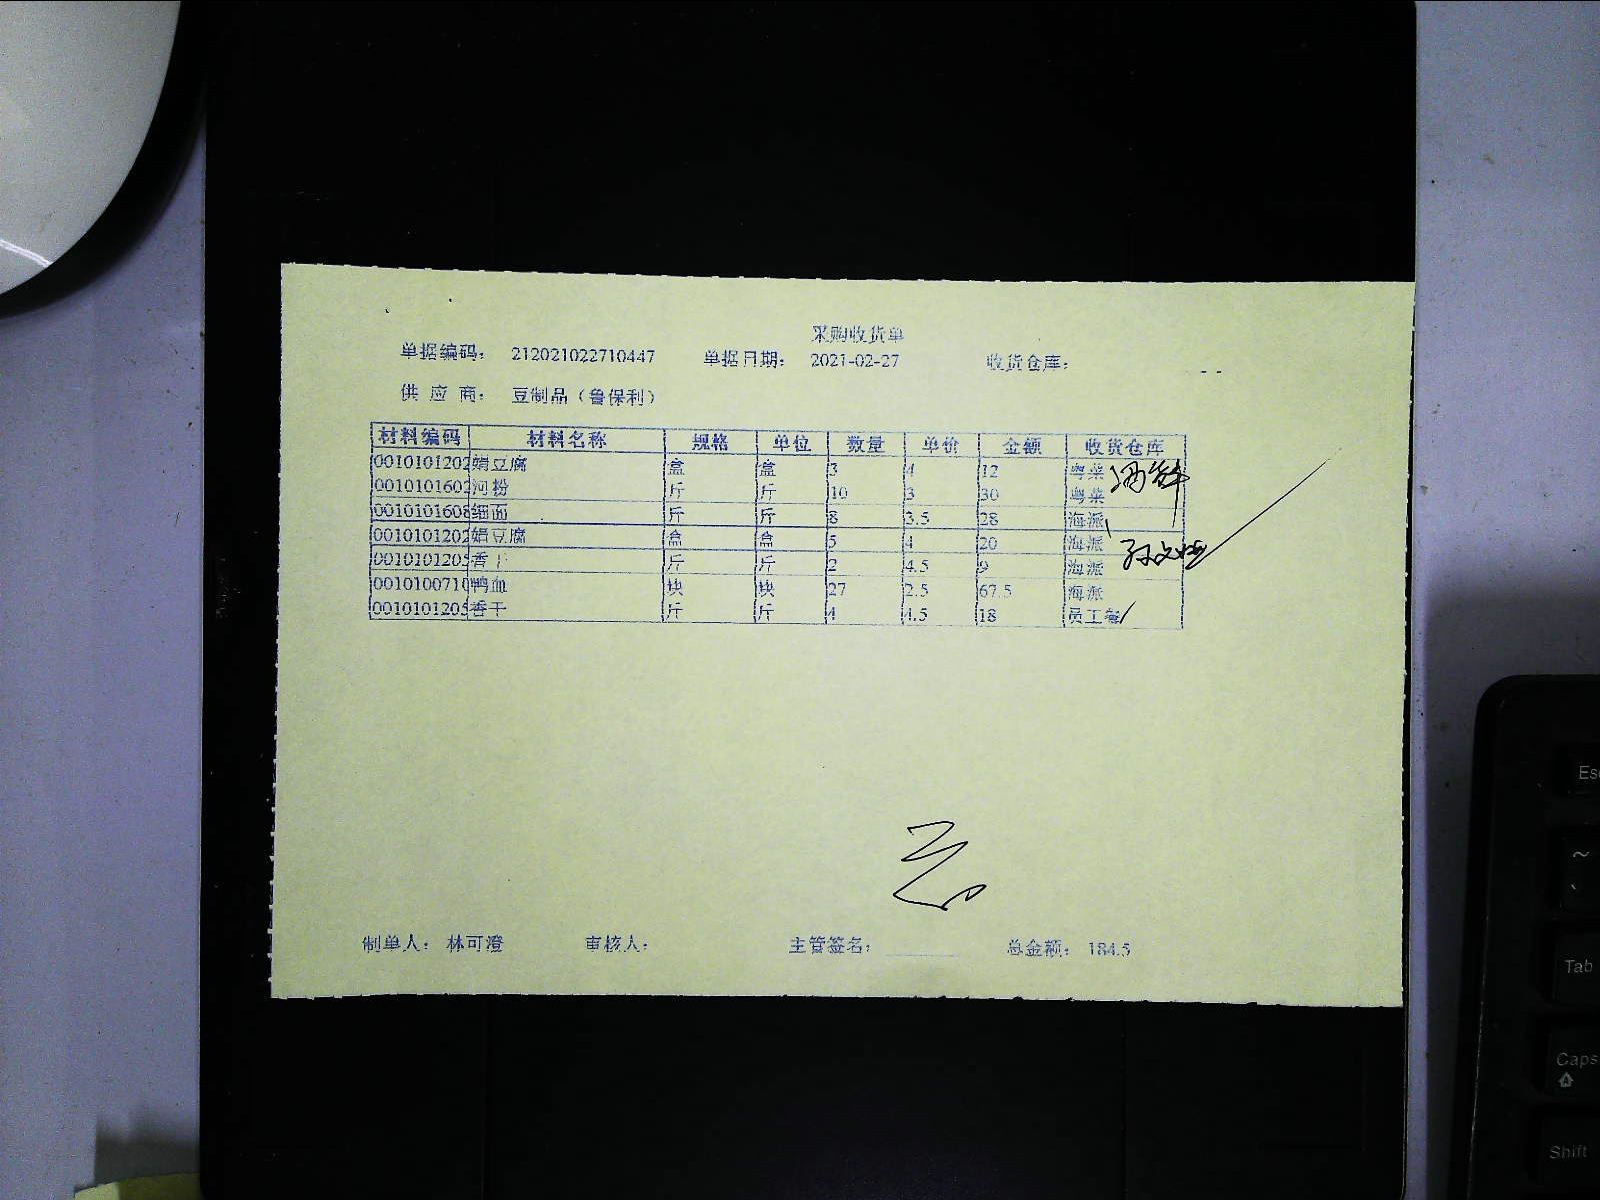 采购收货单
单据编码： 212021022710447 单据日期： 2021-02-27 收货仓库： - -
供 应 商： 豆制品（鲁保利）
材料编码 材料名称 规格 单位 数量 单价 金额 收货仓库
0010101202 娟豆腐 盒 盒 3 4 12 粤菜
0010101602 河粉 斤 斤 10 3 30 粤菜
0010101608 细面 斤 斤 8 3.5 28 海派
0010101202 娟豆腐 盒 盒 5 4 20 海派
0010101205 香干 斤 斤 2 4.5 9 海派
0010100710 鸭血 块 块 27 2.5 67.5 海派
0010101205 香干 斤 斤 4 4.5 18 员工餐
制单人： 林可澄 审核人： 主管签名： 总金额： 184.5
Esc
~
Tab
Caps
Shift